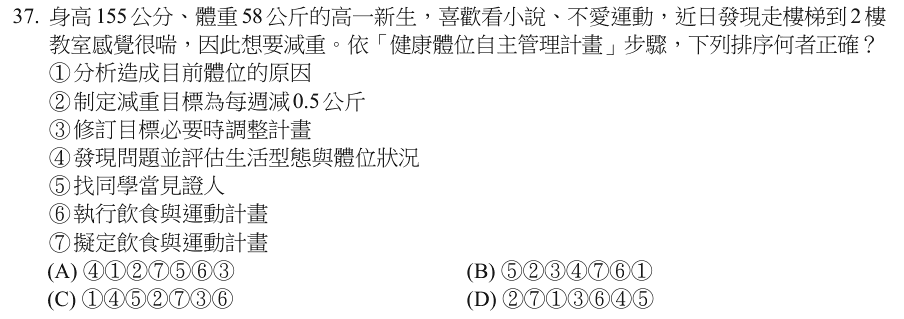 37. 身高155公分、體重58公斤的高一新生，喜歡看小說、不愛運動，近日發現走樓梯到2樓
教室感覺很喘，因此想要減重。依「健康體位自主管理計畫」步驟，下列排序何者正確？
①分析造成目前體位的原因
②制定減重目標為每週減0.5公斤
③修訂目標必要時調整計畫
④發現問題並評估生活型態與體位狀況
⑤找同學當見證人
⑥執行飲食與運動計畫
⑦擬定飲食與運動計畫
(A) ④①②⑦⑤⑥③ (B) ⑤②③④⑦⑥①
(C) ①④⑤②⑦③⑥ (D) ②⑦①③⑥④⑤